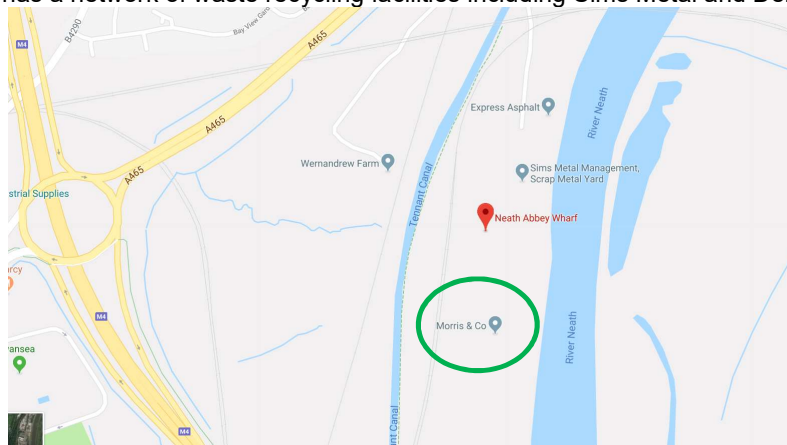 has a network of waste recycling facilities including Sims Metal and
M4
B4290
Bay View Gdns
A465
A465
A465
Express Asphalt
River Neath
Wernandrew Farm
Tennant Canal
Sims Metal Management,
Scrap Metal Yard
strial Supplies
Neath Abbey Wharf
M4
Morris & Co
River Neath
M4
nt Canal